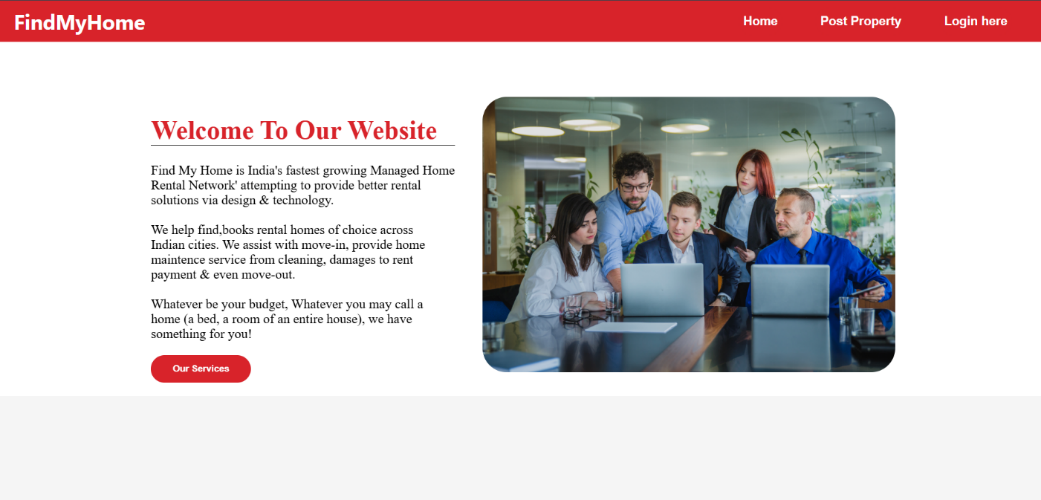 FindMyHome
Home
Post Property
Login here
Welcome To Our Website
Find My Home is India's fastest growing Managed Home
Rental Network' attempting to provide better rental
solutions via design & technology.
We help find,books rental homes of choice across
Indian cities. We assist with move-in, provide home
maintence service from cleaning, damages to rent
payment & even move-out.
Whatever be your budget, Whatever you may call a
home (a bed, a room of an entire house), we have
something for you!
Our Services